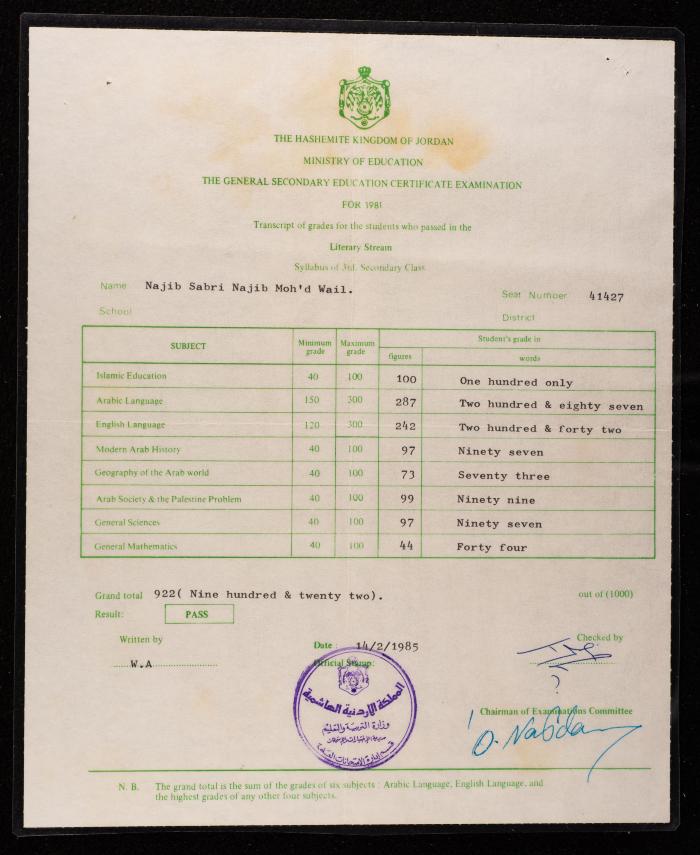 THE HASHEMITE KINGDOM OF JORDAN
MINISTRY OF EDUCATION
THE GENERAL SECONDARY EDUCATION CERTIFICATE EXAMINATION
FOR 1981
Transcript of grades for the students who passed in the
Literary Stream
Syllabus of 3rd. Secondary Class
Name Najib Sabri Najib Moh'd Wail.
Seat Number 41427
School
District
SUBJECT Minimum grade Maximum grade Student's grade in
figures words
Islamic Education 40 100 100 One hundred only
Arabic Language 150 300 287 Two hundred & eighty seven
English Language 120 300 242 Two hundred & forty two
Modern Arab History 40 100 97 Ninety seven
Geography of the Arab world 40 100 73 Seventy three
Arab Society & the Palestine Problem 40 100 99 Ninety nine
General Sciences 40 100 97 Ninety seven
General Mathematics 40 100 44 Forty four
Grand total 922( Nine hundred & twenty two). out of (1000)
Result: PASS
Written by Date : 14/2/1985 Checked by
W.A Official Stamp:
المملكة الاردنية الهاشمية
وزارة التربية والتعليم
Chairman of Examinations Committee
O. Nabdan
N. B. The grand total is the sum of the grades of six subjects : Arabic Language, English Language, and
the highest grades of any other four subjects.